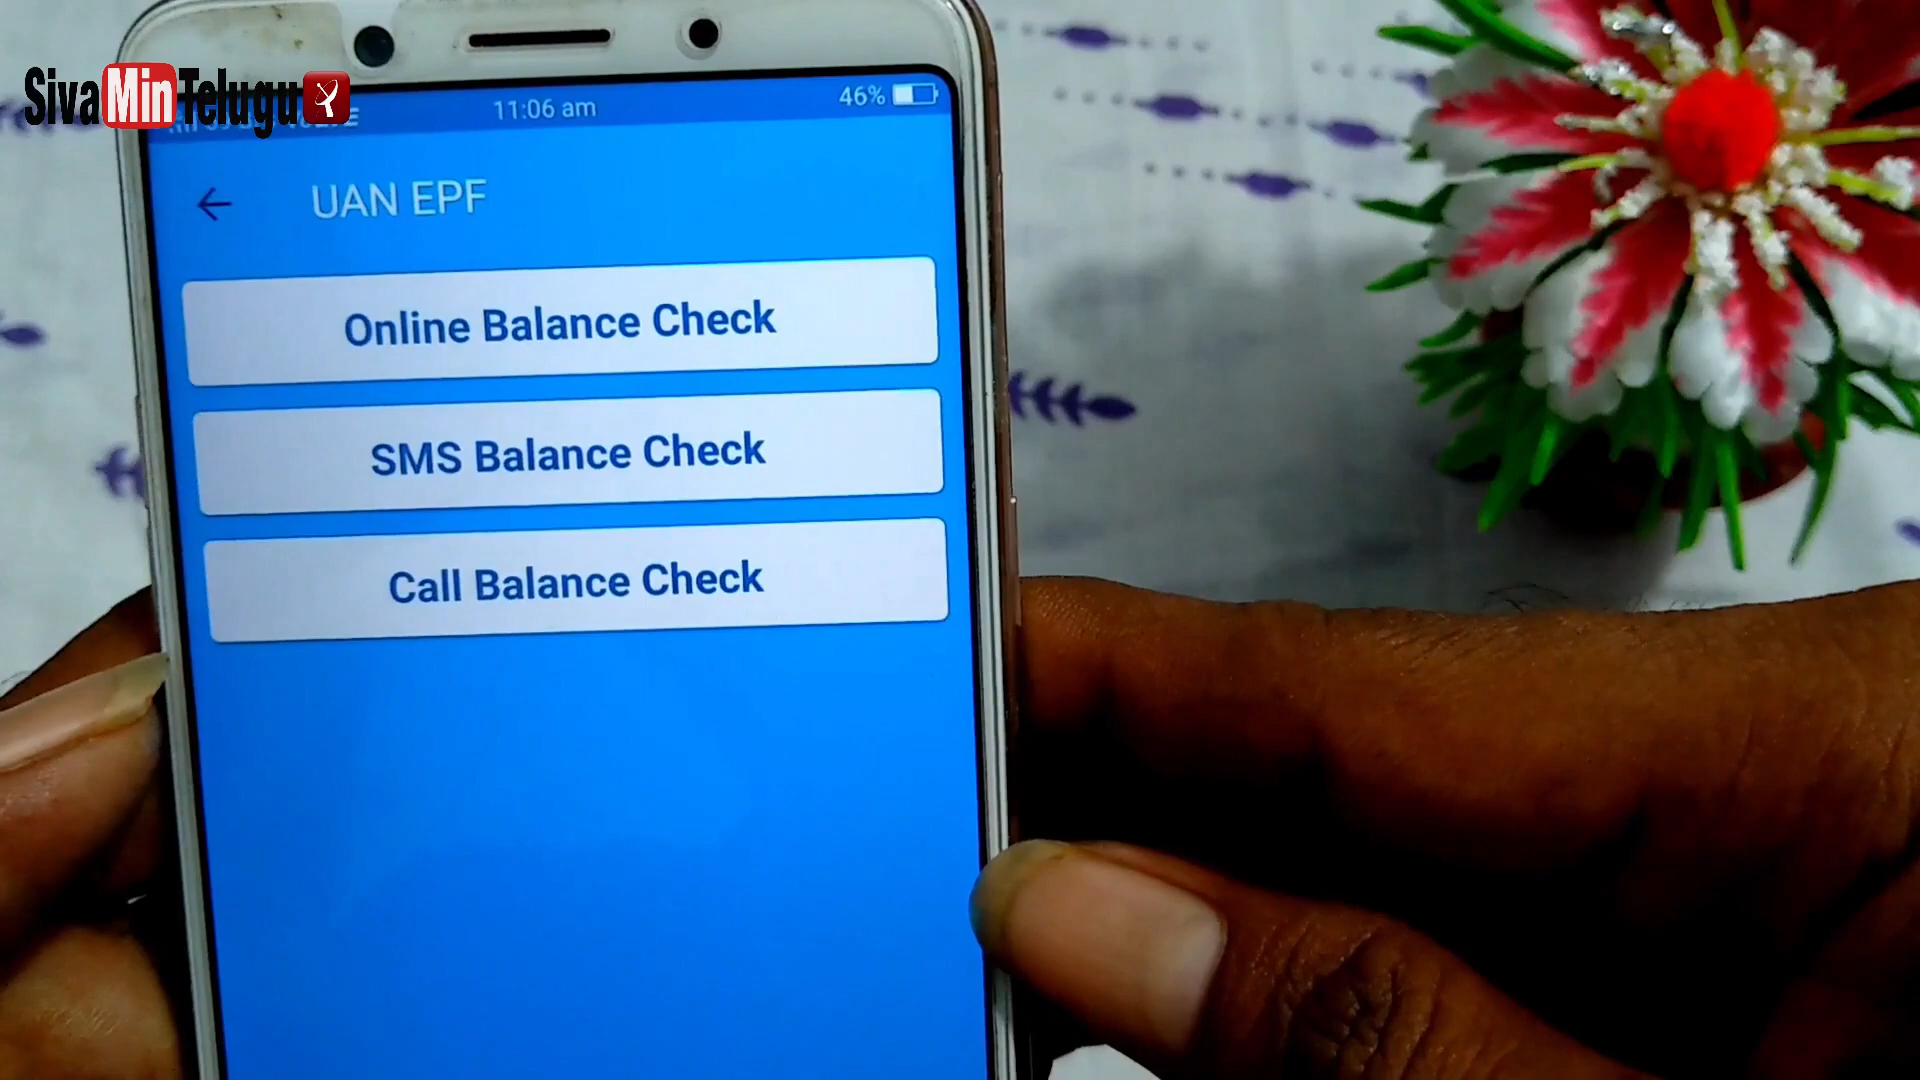 SivaMinTelugu
11:06 am
46%
UAN EPF
Online Balance Check
SMS Balance Check
Call Balance Check